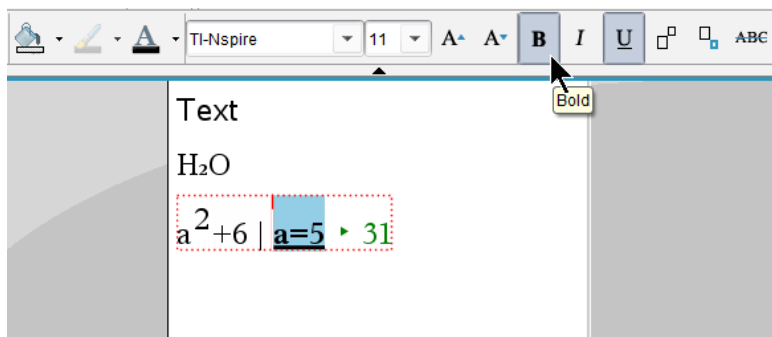 TI-Nspire 11 A A B I U ABC
Bold
Text
H₂O
a²+6 | a=5 ▸ 31